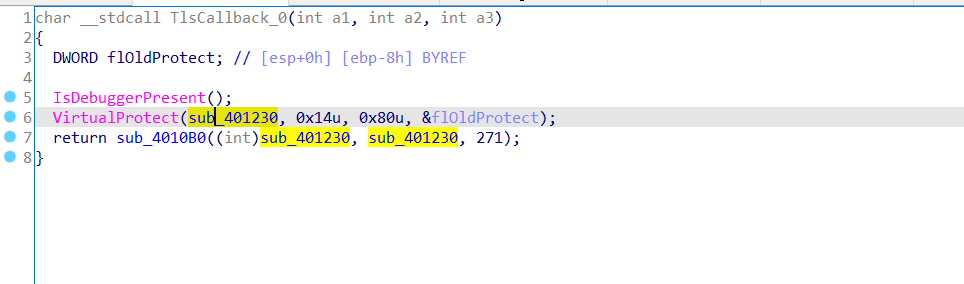 1 char __stdcall TlsCallback_0(int a1, int a2, int a3)
2 {
3 DWORD flOldProtect; // [esp+0h] [ebp-8h] BYREF
4
5 IsDebuggerPresent();
6 VirtualProtect(sub_401230, 0x14u, 0x80u, &flOldProtect);
7 return sub_4010B0((int)sub_401230, sub_401230, 271);
8 }